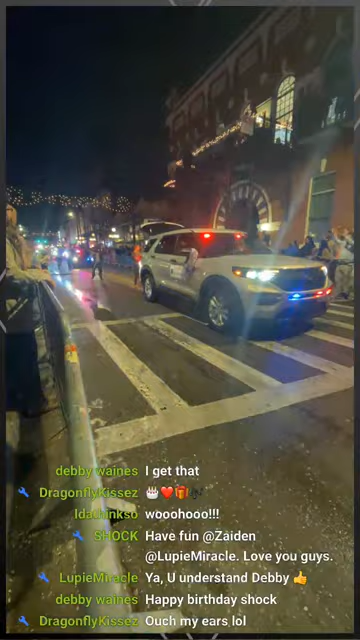 debby waines I get that
DragonflyKissez 🎂❤️🎁🎶
Idadrinkso wooohooo!!!
SHOCK Have fun @Zaiden
@LupieMiracle. Love you guys.
LupieMiracle Ya, U understand Debby 👍
debby waines Happy birthday shock
DragonflyKissez Ouch my ears lol